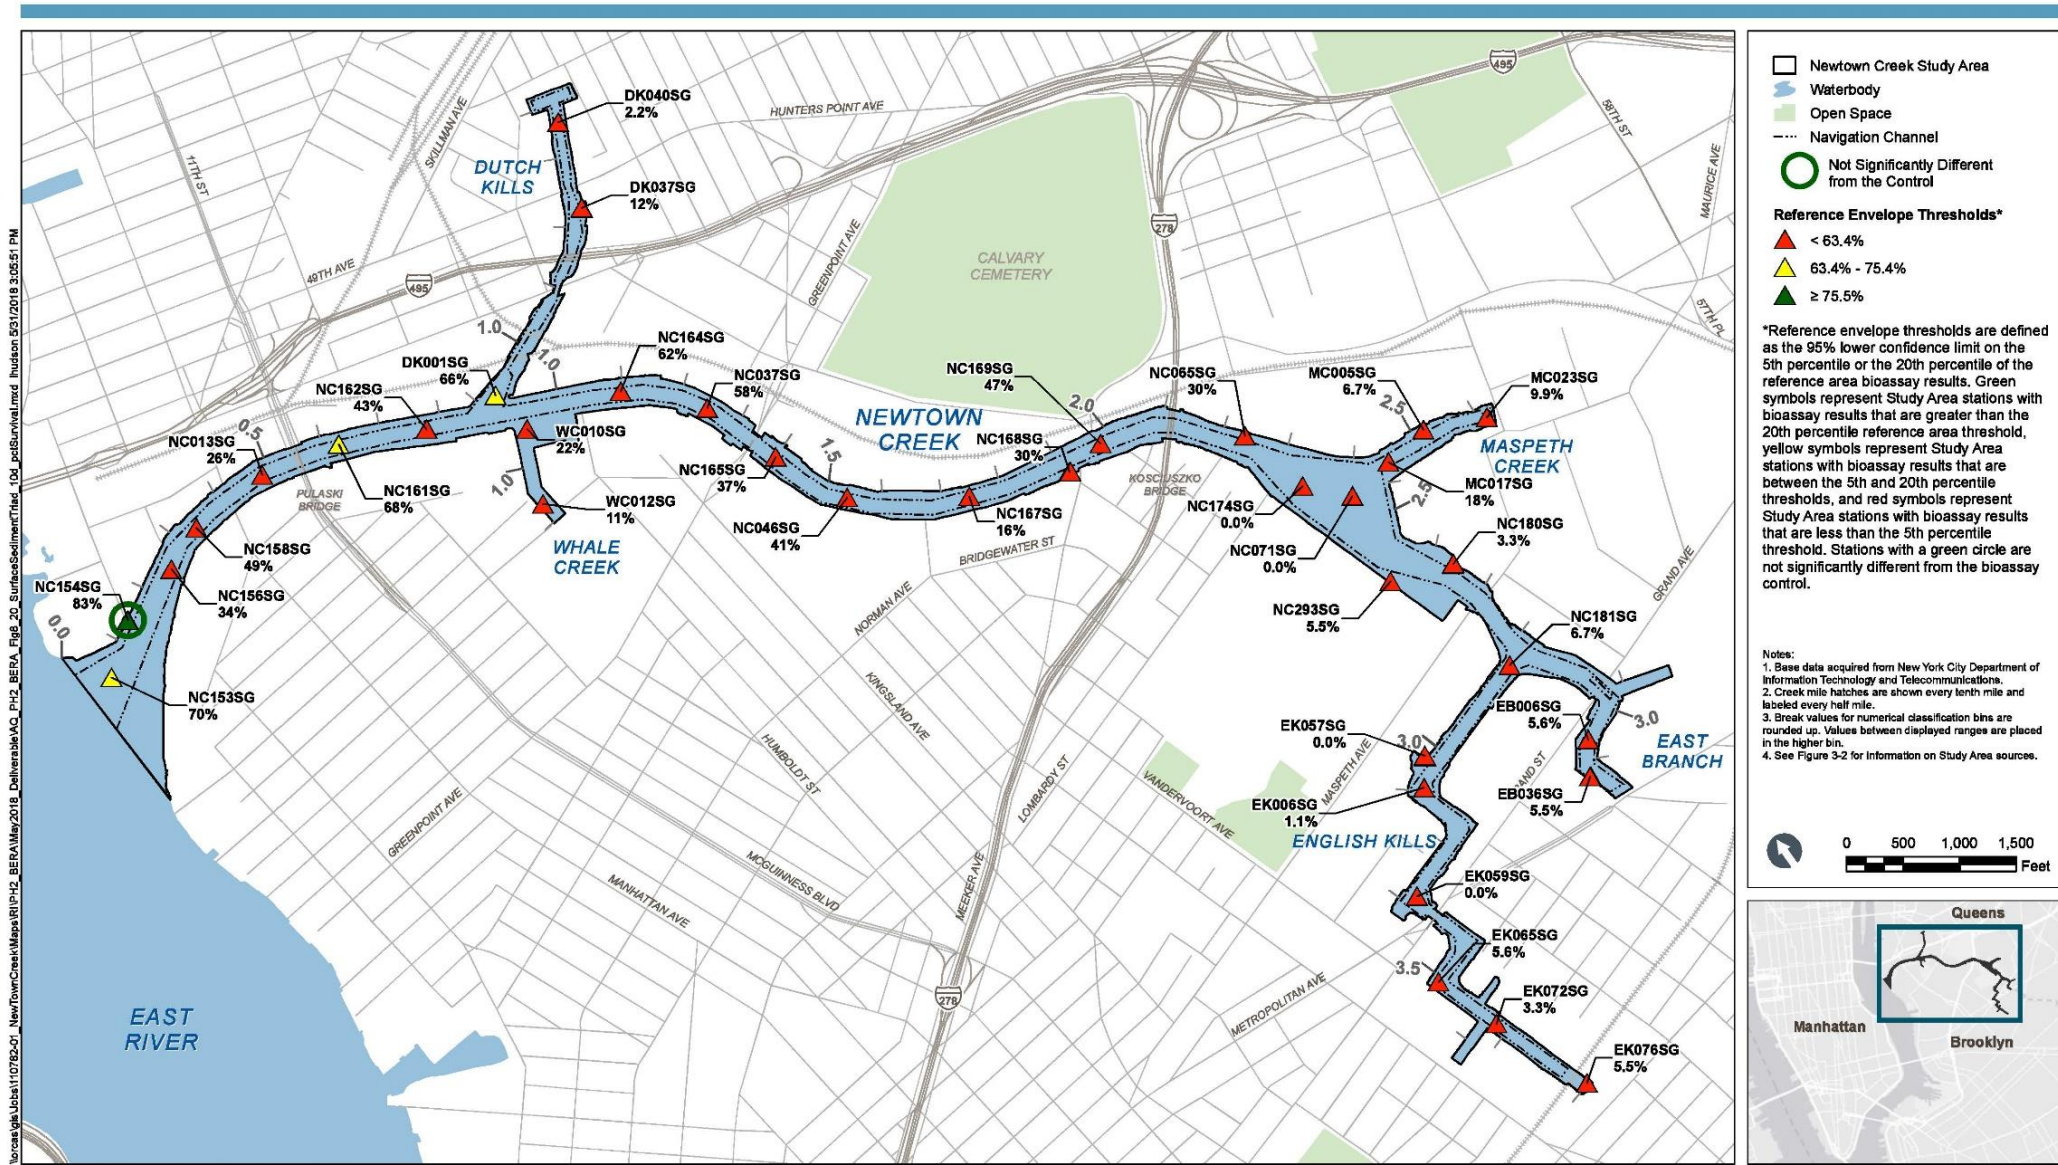 DK040SG
2.2%
HUNTERS POINT AVE
495
58TH ST
SKILLMAN AVE
11TH ST
DUTCH
KILLS
DK037SG
12%
MAURICE AVE
278
49TH AVE
495
GREENPOINT AVE
CALVARY
CEMETERY
57TH PL
1.0
1.0
NC164SG
62%
DK001SG
66%
NC162SG
43%
NC037SG
58%
NC169SG
47%
NC065SG
30%
MC005SG
6.7%
MC023SG
9.9%
2.0
2.5
NEWTOWN
CREEK
NC013SG
26%
0.5
WC010SG
22%
NC168SG
30%
MASPETH
CREEK
1.5
NC165SG
37%
1.0
PULASKI
BRIDGE
NC161SG
68%
WC012SG
11%
KOSCIUSZKO
BRIDGE
MC017SG
18%
2.5
NC174SG
0.0%
NC046SG
41%
NC167SG
16%
NC180SG
3.3%
NC158SG
49%
WHALE
CREEK
BRIDGEWATER ST
NC071SG
0.0%
NC154SG
83%
NC156SG
34%
NORMAN AVE
NC293SG
5.5%
GRAND AVE
0.0
NC181SG
6.7%
NC153SG
70%
KINGSLAND AVE
EB006SG
5.6%
3.0
EK057SG
0.0%
3.0
EAST
BRANCH
HUMBOLDT ST
LOMBARDY ST
VANDERVOORT AVE
MASPETH AVE
EB036SG
5.5%
EK006SG
1.1%
GREENPOINT AVE
ENGLISH KILLS
MCGUINNESS BLVD
MANHATTAN AVE
MEEKER AVE
EK059SG
0.0%
EK065SG
5.6%
3.5
EK072SG
3.3%
278
METROPOLITAN AVE
EAST
RIVER
EK076SG
5.5%
Newtown Creek Study Area
Waterbody
Open Space
Navigation Channel
Not Significantly Different
from the Control
Reference Envelope Thresholds*
< 63.4%
63.4% - 75.4%
≥ 75.5%
*Reference envelope thresholds are defined
as the 95% lower confidence limit on the
5th percentile or the 20th percentile of the
reference area bioassay results. Green
symbols represent Study Area stations with
bioassay results that are greater than the
20th percentile reference area threshold,
yellow symbols represent Study Area
stations with bioassay results that are
between the 5th and 20th percentile
thresholds, and red symbols represent
Study Area stations with bioassay results
that are less than the 5th percentile
threshold. Stations with a green circle are
not significantly different from the bioassay
control.
Notes:
1. Base data acquired from New York City Department of
Information Technology and Telecommunications.
2. Creek mile hatches are shown every tenth mile and
labeled every half mile.
3. Break values for numerical classification bins are
rounded up. Values between displayed ranges are placed
in the higher bin.
4. See Figure 3-2 for information on Study Area sources.
0 500 1,000 1,500
Feet
Queens
Manhattan
Brooklyn